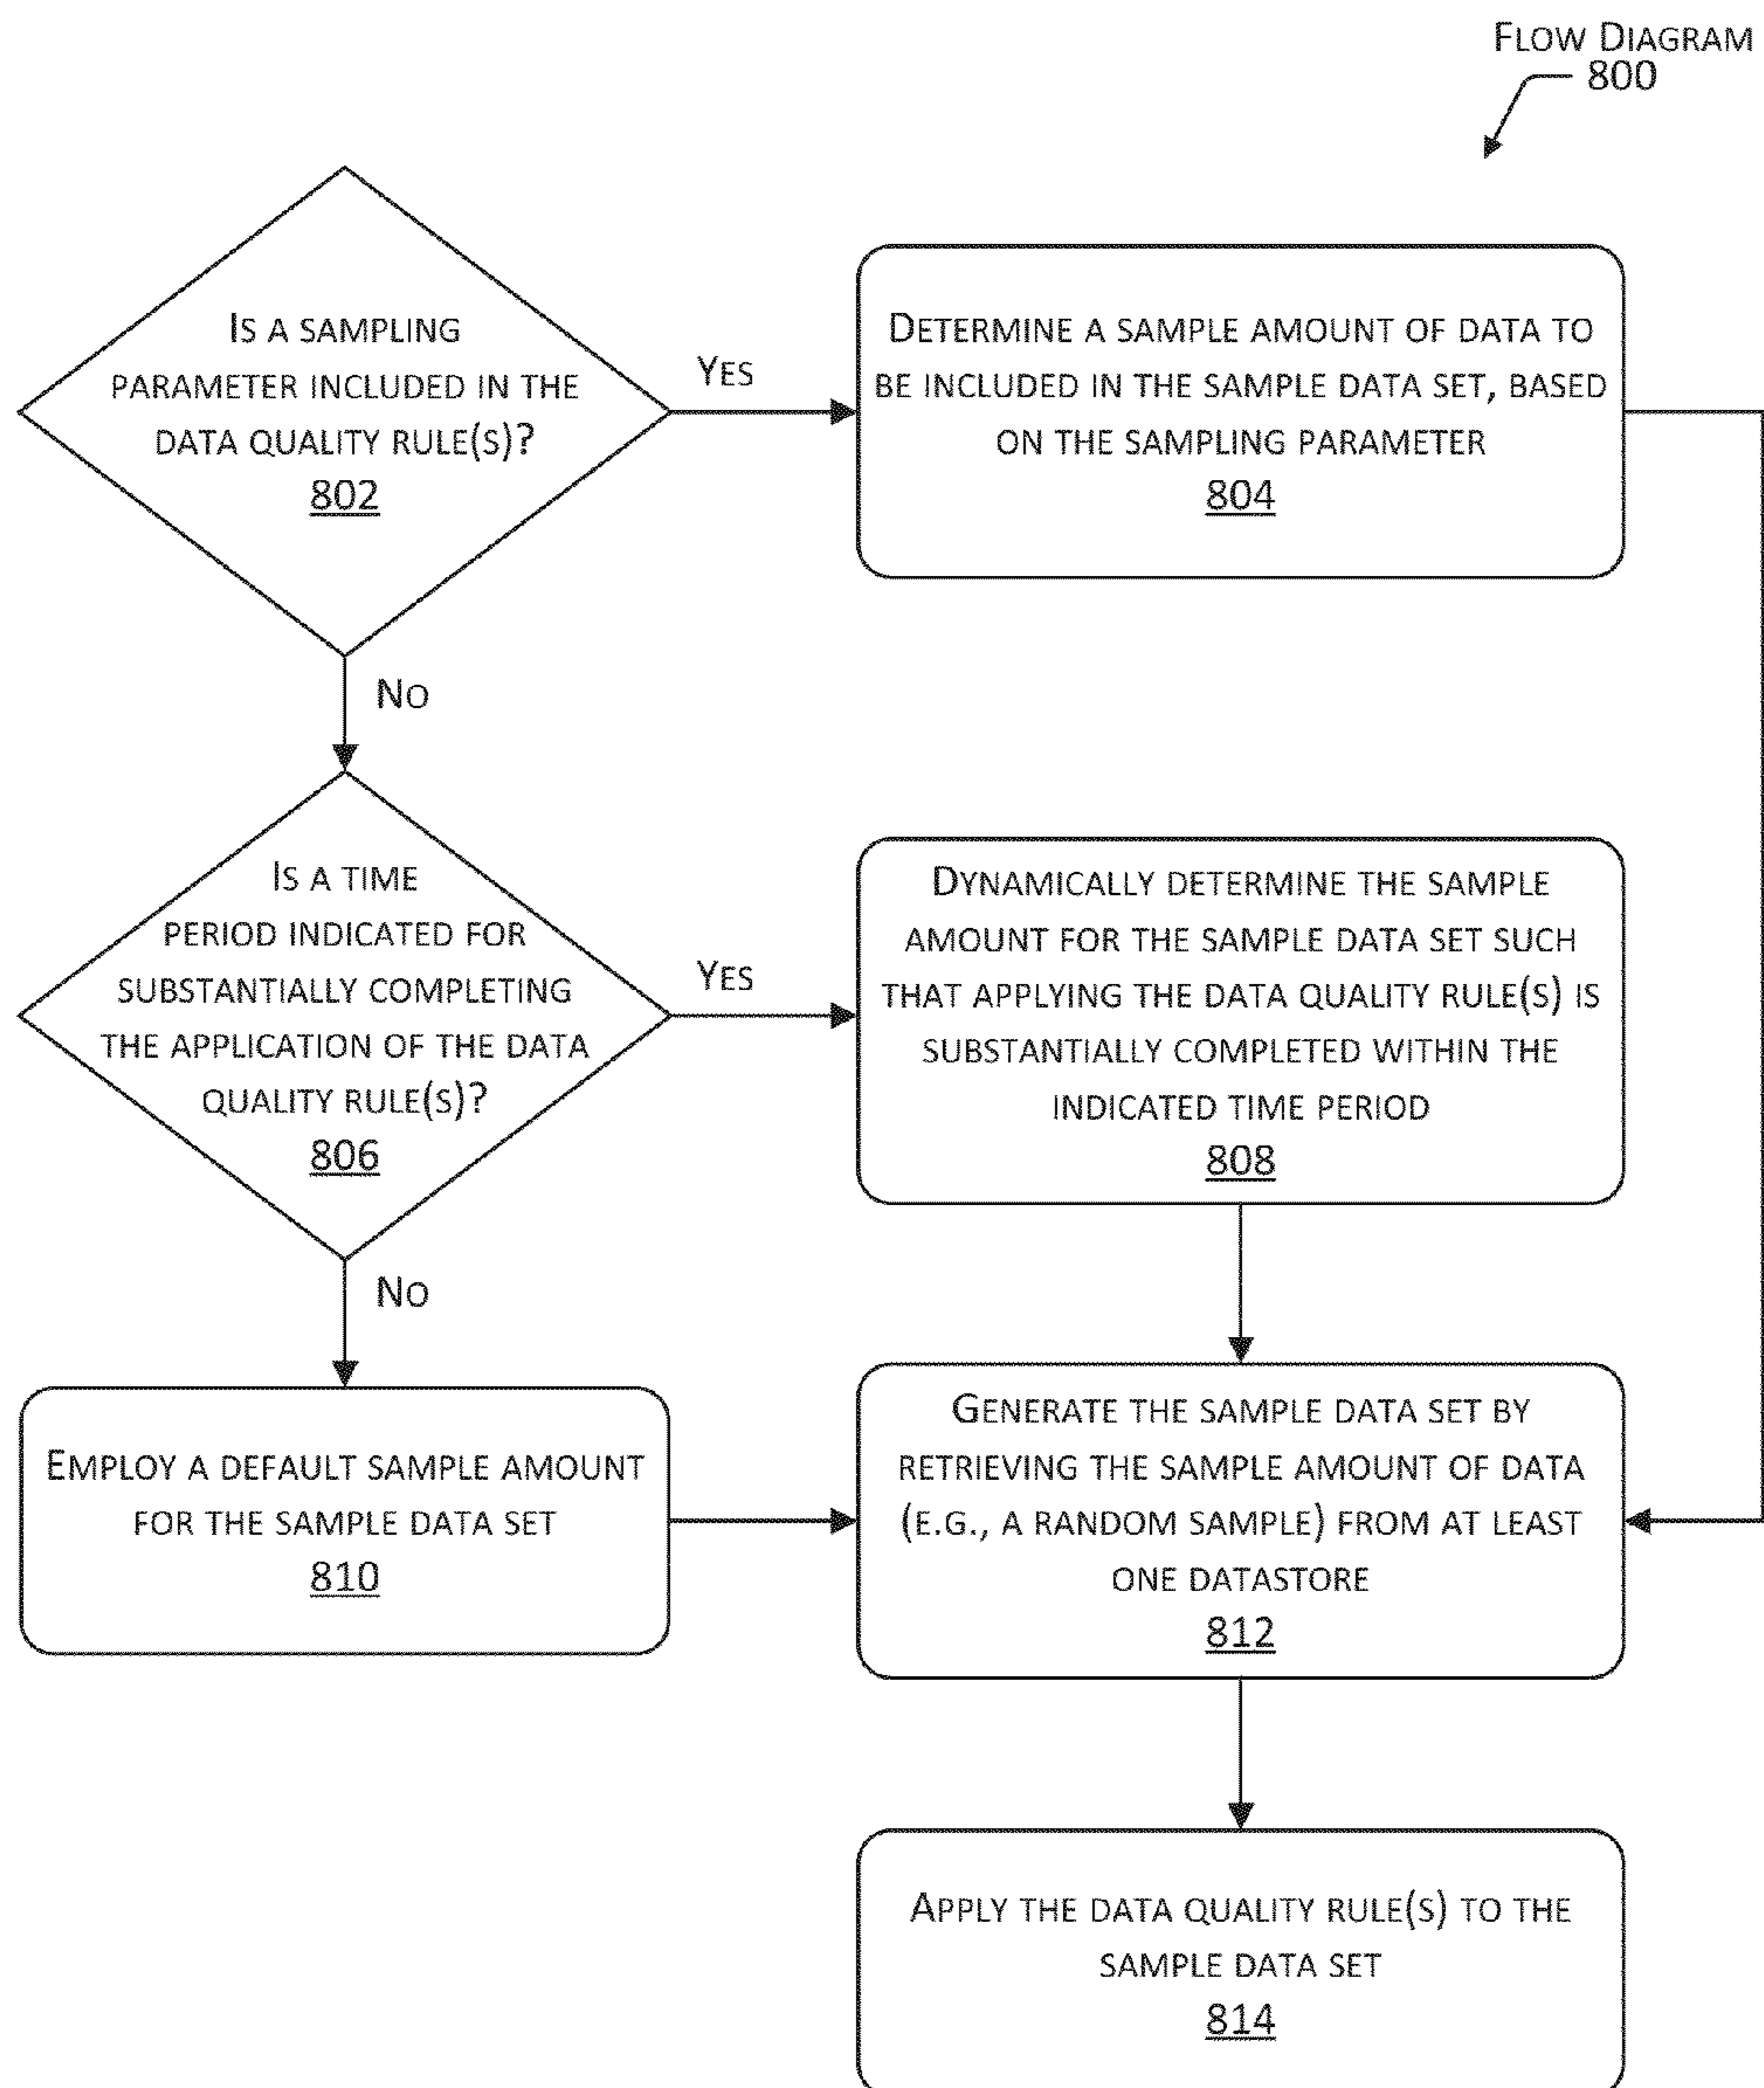 FLOW DIAGRAM
800
IS A SAMPLING
PARAMETER INCLUDED IN THE
DATA QUALITY RULE(S)?
802
YES
DETERMINE A SAMPLE AMOUNT OF DATA TO
BE INCLUDED IN THE SAMPLE DATA SET, BASED
ON THE SAMPLING PARAMETER
804
NO
IS A TIME
PERIOD INDICATED FOR
SUBSTANTIALLY COMPLETING
THE APPLICATION OF THE DATA
QUALITY RULE(S)?
806
YES
DYNAMICALLY DETERMINE THE SAMPLE
AMOUNT FOR THE SAMPLE DATA SET SUCH
THAT APPLYING THE DATA QUALITY RULE(S) IS
SUBSTANTIALLY COMPLETED WITHIN THE
INDICATED TIME PERIOD
808
NO
EMPLOY A DEFAULT SAMPLE AMOUNT
FOR THE SAMPLE DATA SET
810
GENERATE THE SAMPLE DATA SET BY
RETRIEVING THE SAMPLE AMOUNT OF DATA
(E.G., A RANDOM SAMPLE) FROM AT LEAST
ONE DATASTORE
812
APPLY THE DATA QUALITY RULE(S) TO THE
SAMPLE DATA SET
814